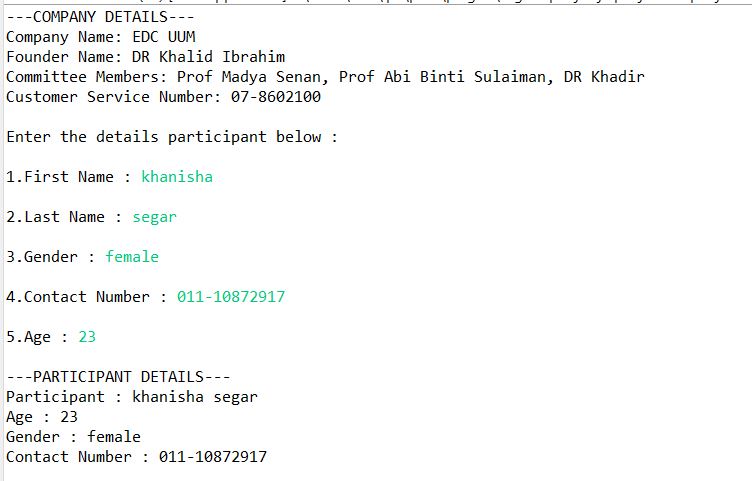 ---COMPANY DETAILS---
Company Name: EDC UUM
Founder Name: DR Khalid Ibrahim
Committee Members: Prof Madya Senan, Prof Abi Binti Sulaiman, DR Khadir
Customer Service Number: 07-8602100
Enter the details participant below :
1.First Name : khanisha
2.Last Name : segar
3.Gender : female
4.Contact Number : 011-10872917
5.Age : 23
---PARTICIPANT DETAILS---
Participant : khanisha segar
Age : 23
Gender : female
Contact Number : 011-10872917